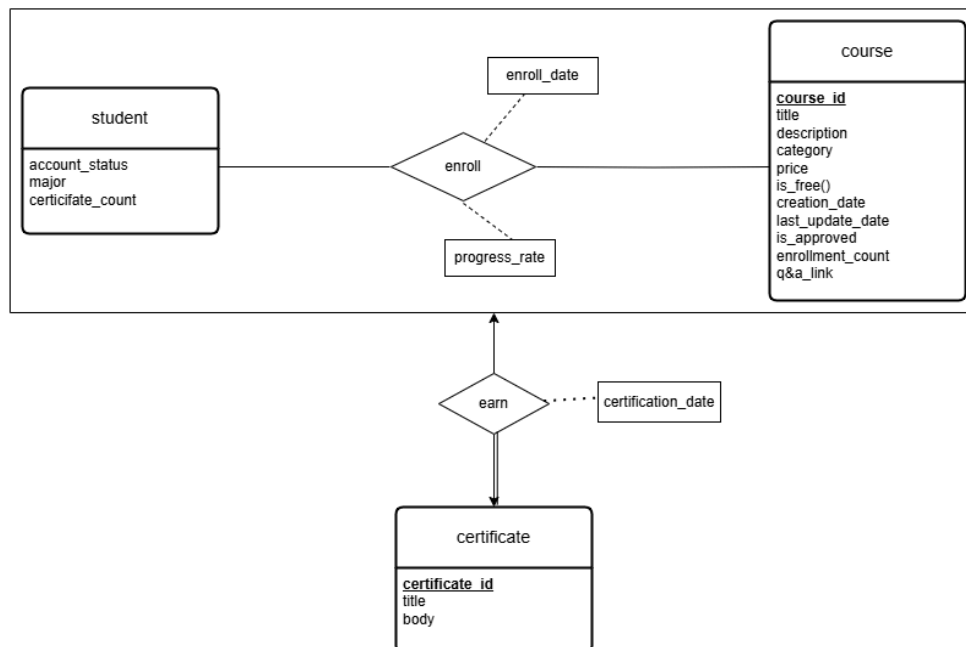 course
enroll_date
student
course_id
title
description
category
price
is_free()
creation_date
last_update_date
is_approved
enrollment_count
q&a_link
account_status
major
certicifate_count
enroll
progress_rate
earn
certification_date
certificate
certificate_id
title
body